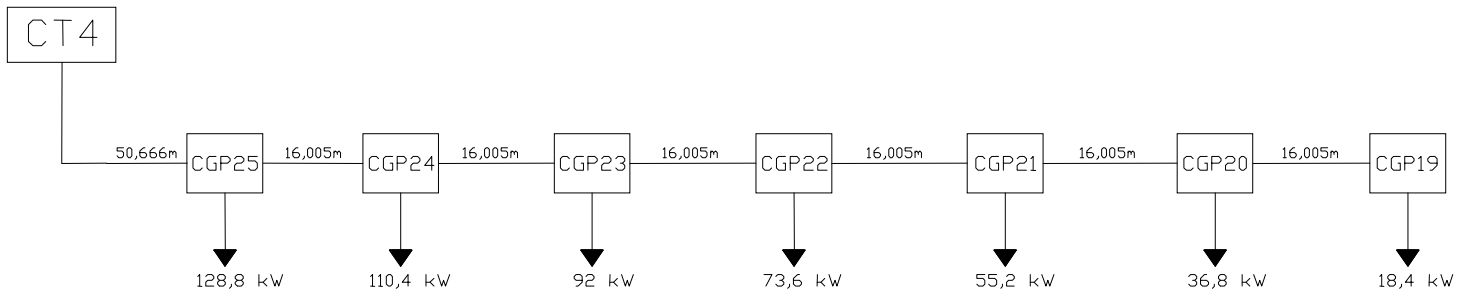 CT4
50,666m
16,005m
16,005m
16,005m
16,005m
16,005m
16,005m
CGP25
CGP24
CGP23
CGP22
CGP21
CGP20
CGP19
128,8 kW
110,4 kW
92 kW
73,6 kW
55,2 kW
36,8 kW
18,4 kW